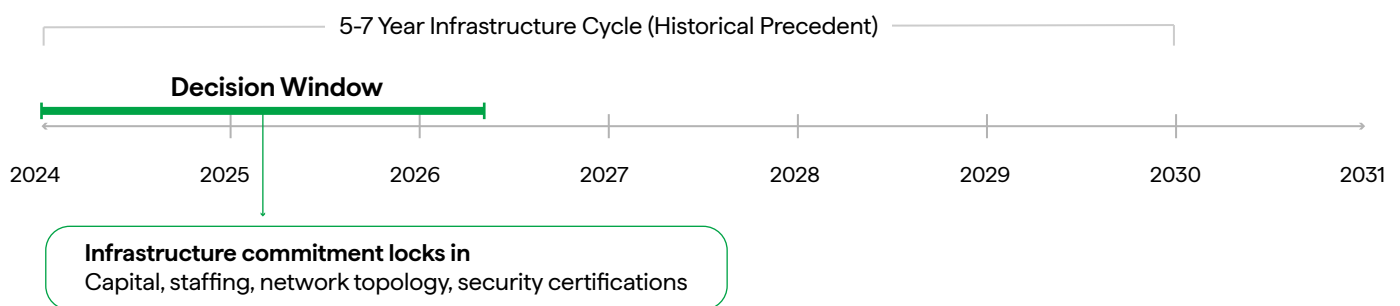 5-7 Year Infrastructure Cycle (Historical Precedent)
Decision Window
2024 2025 2026 2027 2028 2029 2030 2031
Infrastructure commitment locks in
Capital, staffing, network topology, security certifications